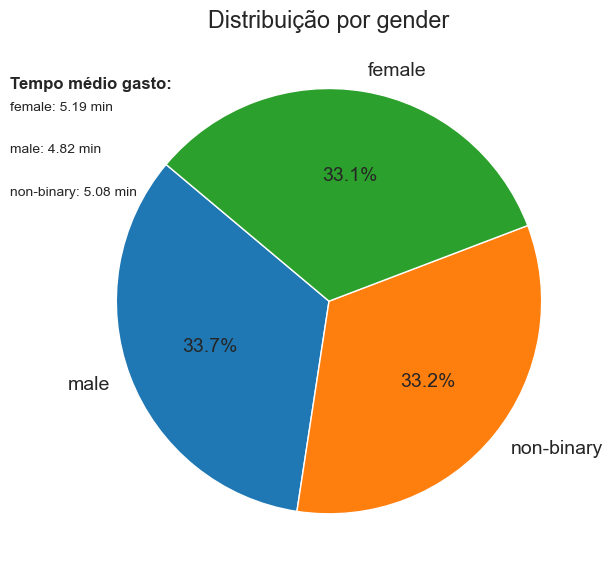 Distribuição por gender
female
Tempo médio gasto:
female: 5.19 min
male: 4.82 min
non-binary: 5.08 min
33.1%
33.7%
33.2%
male
non-binary